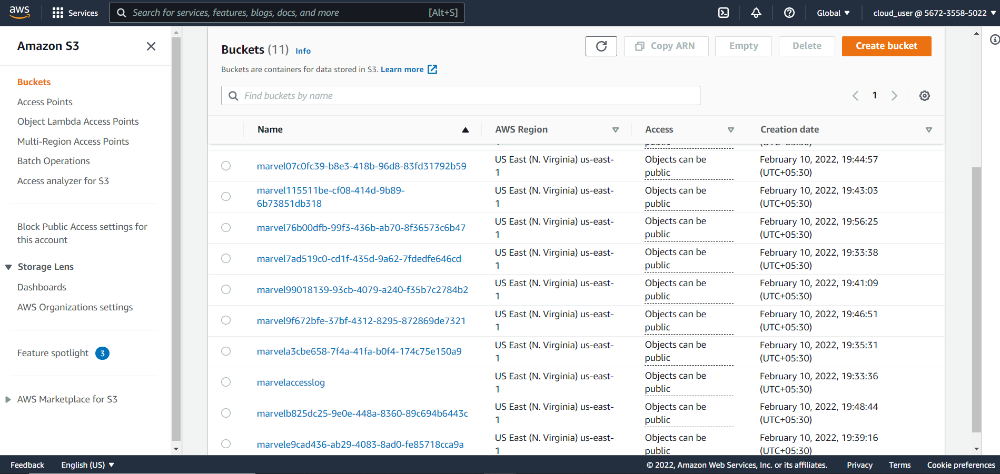 aws
Services
Search for services, features, blogs, docs, and more
[Alt+S]
Global
cloud_user @ 5672-3558-5022
Amazon S3
Buckets
Access Points
Object Lambda Access Points
Multi-Region Access Points
Batch Operations
Access analyzer for S3
Block Public Access settings for
this account
Storage Lens
Dashboards
AWS Organizations settings
Feature spotlight 3
AWS Marketplace for S3
Buckets (11) Info
Copy ARN
Empty
Delete
Create bucket
Buckets are containers for data stored in S3. Learn more
Find buckets by name
1
Name
AWS Region
Access
Creation date
1
public
(UTC+05:30)
marvel07c0fc39-b8e3-418b-96d8-83fd31792b59
US East (N. Virginia) us-east-
1
Objects can be
public
February 10, 2022, 19:44:57
(UTC+05:30)
marvel115511be-cf08-414d-9b89-
6b73851db318
US East (N. Virginia) us-east-
1
Objects can be
public
February 10, 2022, 19:43:03
(UTC+05:30)
marvel76b00dfb-99f3-436b-ab70-8f36573c6b47
US East (N. Virginia) us-east-
1
Objects can be
public
February 10, 2022, 19:56:25
(UTC+05:30)
marvel7ad519c0-cd1f-435d-9a62-7fdedfe646cd
US East (N. Virginia) us-east-
1
Objects can be
public
February 10, 2022, 19:33:38
(UTC+05:30)
marvel99018139-93cb-4079-a240-f35b7c2784b2
US East (N. Virginia) us-east-
1
Objects can be
public
February 10, 2022, 19:41:09
(UTC+05:30)
marvel9f672bfe-37bf-4312-8295-872869de7321
US East (N. Virginia) us-east-
1
Objects can be
public
February 10, 2022, 19:46:51
(UTC+05:30)
marvela3cbe658-7f4a-41fa-b0f4-174c75e150a9
US East (N. Virginia) us-east-
1
Objects can be
public
February 10, 2022, 19:35:31
(UTC+05:30)
marvelaccesslog
US East (N. Virginia) us-east-
1
Objects can be
public
February 10, 2022, 19:33:36
(UTC+05:30)
marvelb825dc25-9e0e-448a-8360-89c694b6443c
US East (N. Virginia) us-east-
1
Objects can be
public
February 10, 2022, 19:48:44
(UTC+05:30)
marvele9cad436-ab29-4083-8ad0-fe85718cca9a
US East (N. Virginia) us-east-
1
Objects can be
public
February 10, 2022, 19:39:16
(UTC+05:30)
Feedback
English (US)
© 2022, Amazon Web Services, Inc. or its affiliates.
Privacy
Terms
Cookie preferences